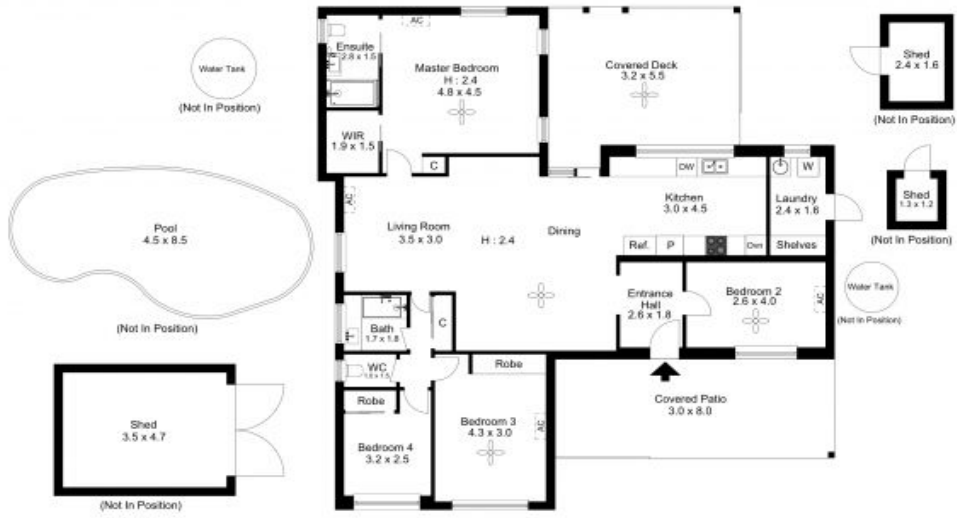 Water Tank
(Not In Position)
Ensuite
2.8 x 1.5
AC
Master Bedroom
H : 2.4
4.8 x 4.5
Covered Deck
3.2 x 5.5
Shed
2.4 x 1.6
(Not In Position)
WIR
1.9 x 1.5
C
DW
W
Laundry
2.4 x 1.6
Shelves
Shed
1.3 x 1.2
(Not In Position)
AC
Living Room
3.5 x 3.0
H : 2.4
Dining
Kitchen
3.0 x 4.5
Ref.
P
Ovn
Pool
4.5 x 8.5
(Not In Position)
Water Tank
(Not In Position)
Entrance
Hall
2.6 x 1.8
Bedroom 2
2.6 x 4.0
AC
Bath
1.7 x 1.8
C
WC
Robe
Bedroom 4
3.2 x 2.5
Robe
Bedroom 3
4.3 x 3.0
AC
Covered Patio
3.0 x 8.0
Shed
3.5 x 4.7
(Not In Position)